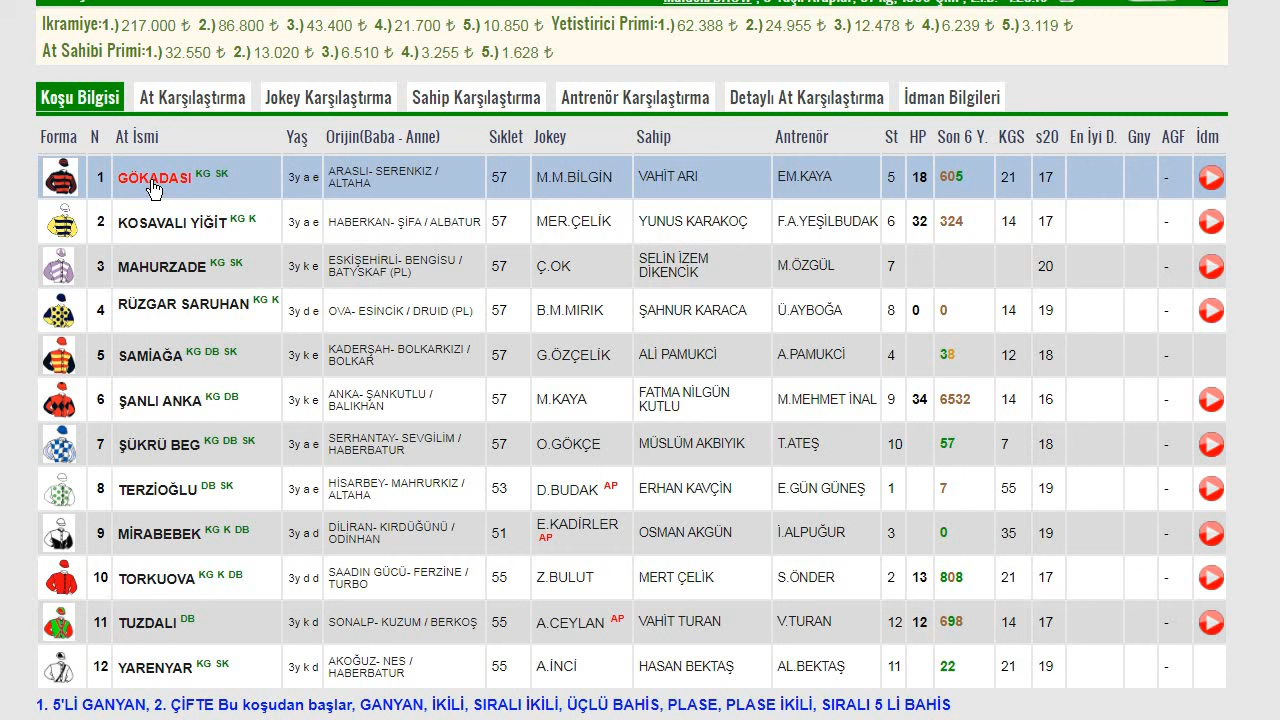 Ikramiye:1.) 217.000 ₺ 2.) 86.800 ₺ 3.) 43.400 ₺ 4.) 21.700 ₺ 5.) 10.850 ₺ Yetistirici Primi:1.) 62.388 ₺ 2.) 24.955 ₺ 3.) 12.478 ₺ 4.) 6.239 ₺ 5.) 3.119 ₺
At Sahibi Primi:1.) 32.550 ₺ 2.) 13.020 ₺ 3.) 6.510 ₺ 4.) 3.255 ₺ 5.) 1.628 ₺
Koşu Bilgisi At Karşılaştırma Jokey Karşılaştırma Sahip Karşılaştırma Antrenör Karşılaştırma Detaylı At Karşılaştırma İdman Bilgileri
Forma N At İsmi Yaş Orijin(Baba - Anne) Sıklet Jokey Sahip Antrenör St HP Son 6 Y. KGS s20 En İyi D. Gny AGF İdm
1 GÖKADASI KG SK 3y a e ARASLI- SERENKIZ / ALTAHA 57 M.M.BİLGİN VAHİT ARI EM.KAYA 5 18 605 21 17 -
2 KOSAVALI YİĞİT KG K 3y a e HABERKAN- ŞİFA / ALBATUR 57 MER.ÇELİK YUNUS KARAKOÇ F.A.YEŞİLBUDAK 6 32 324 14 17 -
3 MAHURZADE KG SK 3y k e ESKİŞEHİRLİ- BENGİSU / BATYSKAF (PL) 57 Ç.OK SELİN İZEM DİKENCİK M.ÖZGÜL 7 20 -
4 RÜZGAR SARUHAN KG K 3y d e OVA- ESİNCİK / DRUID (PL) 57 B.M.MIRIK ŞAHNUR KARACA Ü.AYBOĞA 8 0 0 14 19 -
5 SAMİAĞA KG DB SK 3y k e KADERŞAH- BOLKARKIZI / BOLKAR 57 G.ÖZÇELİK ALİ PAMUKCİ A.PAMUKCİ 4 38 12 18 -
6 ŞANLI ANKA KG DB 3y k e ANKA- ŞANKUTLU / BALIKHAN 57 M.KAYA FATMA NİLGÜN KUTLU M.MEHMET İNAL 9 34 6532 14 16 -
7 ŞÜKRÜ BEG KG DB SK 3y a e SERHANTAY- SEVGİLİM / HABERBATUR 57 O.GÖKÇE MÜSLÜM AKBIYIK T.ATEŞ 10 57 7 18 -
8 TERZİOĞLU DB SK 3y a e HİSARBEY- MAHRURKIZ / ALTAHA 53 D.BUDAK AP ERHAN KAVÇİN E.GÜN GÜNEŞ 1 7 55 19 -
9 MİRABEBEK KG K DB 3y a d DİLİRAN- KIRDÜĞÜNÜ / ODİNHAN 51 E.KADİRLER AP OSMAN AKGÜN İ.ALPUĞUR 3 0 35 19 -
10 TORKUOVA KG K DB 3y d d SAADIN GÜCÜ- FERZİNE / TURBO 55 Z.BULUT MERT ÇELİK S.ÖNDER 2 13 808 21 17 -
11 TUZDALI DB 3y k d SONALP- KUZUM / BERKOŞ 55 A.CEYLAN AP VAHİT TURAN V.TURAN 12 12 698 14 17 -
12 YARENYAR KG SK 3y k d AKOĞUZ- NES / HABERBATUR 55 A.İNCİ HASAN BEKTAŞ AL.BEKTAŞ 11 22 21 19 -
1. 5'Lİ GANYAN, 2. ÇİFTE Bu koşudan başlar, GANYAN, İKİLİ, SIRALI İKİLİ, ÜÇLÜ BAHİS, PLASE, PLASE İKİLİ, SIRALI 5 Lİ BAHİS